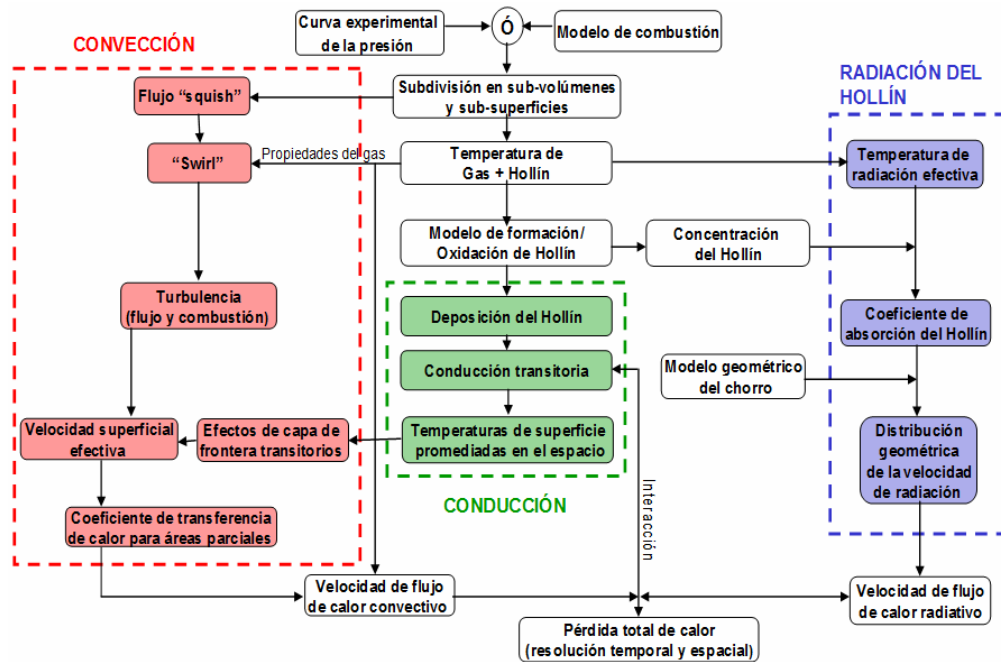 Curva experimental
de la presión
Ó
Modelo de combustión
CONVECCIÓN
Flujo “squish”
Subdivisión en sub-volúmenes
y sub-superficies
RADIACIÓN DEL
HOLLÍN
“Swirl”
Propiedades del gas
Temperatura de
Gas + Hollín
Temperatura de
radiación efectiva
Modelo de formación/
Oxidación de Hollín
Concentración
del Hollín
Turbulencia
(flujo y combustión)
Deposición del Hollín
Coeficiente de
absorción del Hollín
Conducción transitoria
Modelo geométrico
del chorro
Velocidad superficial
efectiva
Efectos de capa de
frontera transitorios
Temperaturas de superficie
promediadas en el espacio
Distribución
geométrica
de la velocidad
de radiación
CONDUCCIÓN
Interacción
Coeficiente de transferencia
de calor para áreas parciales
Velocidad de flujo
de calor convectivo
Velocidad de flujo
de calor radiativo
Pérdida total de calor
(resolución temporal y espacial)